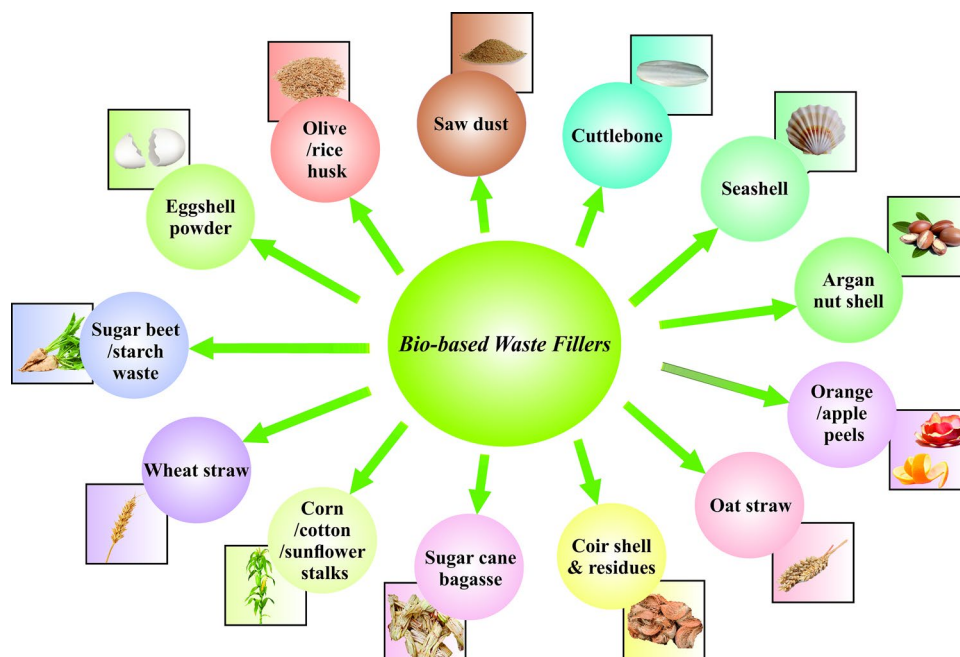 Saw dust
Cuttlebone
Olive
/rice
husk
Seashell
Eggshell
powder
Argan
nut shell
Sugar beet
/starch
waste
Bio-based Waste Fillers
Orange
/apple
peels
Wheat straw
Oat straw
Corn
/cotton
/sunflower
stalks
Sugar cane
bagasse
Coir shell
& residues